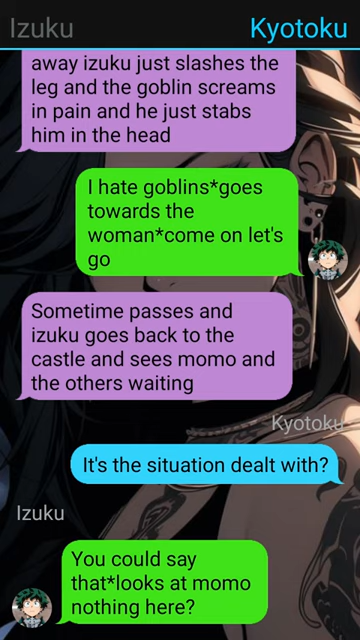 Izuku
Kyotoku
away izuku just slashes the
leg and the goblin screams
in pain and he just stabs
him in the head
I hate goblins*goes
towards the
woman*come on let's
go
Sometime passes and
izuku goes back to the
castle and sees momo and
the others waiting
Kyotoku
It's the situation dealt with?
Izuku
You could say
that*looks at momo
nothing here?